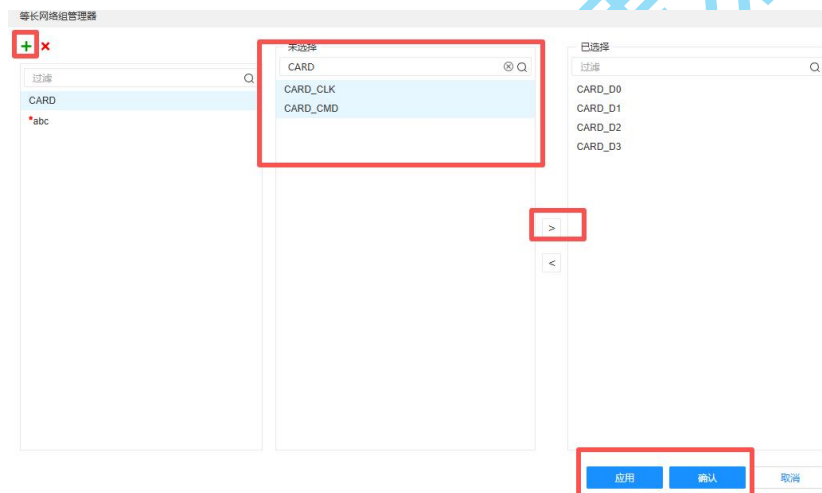 等长网络组管理器
+ ×
过滤
CARD
*abc
未选择
CARD
CARD_CLK
CARD_CMD
>
<
已选择
过滤
CARD_D0
CARD_D1
CARD_D2
CARD_D3
应用
确认
取消